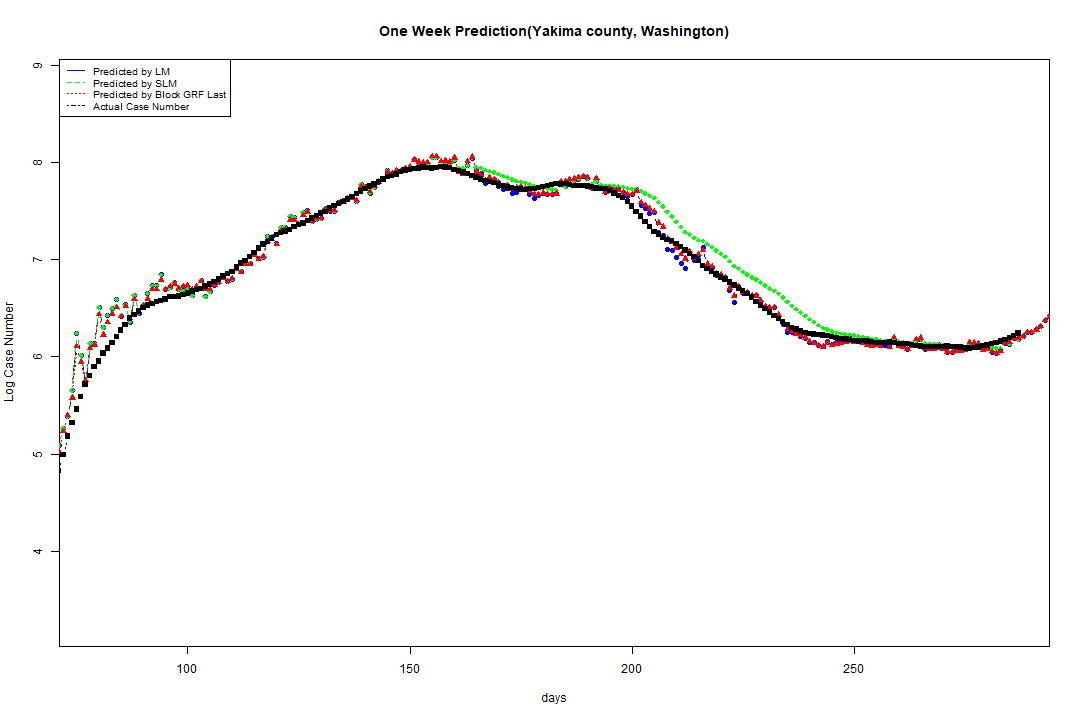 One Week Prediction(Yakima county, Washington)
Predicted by LM
Predicted by SLM
Predicted by Block GRF Last
Actual Case Number
9
8
7
6
5
4
Log Case Number
100 150 200 250
days